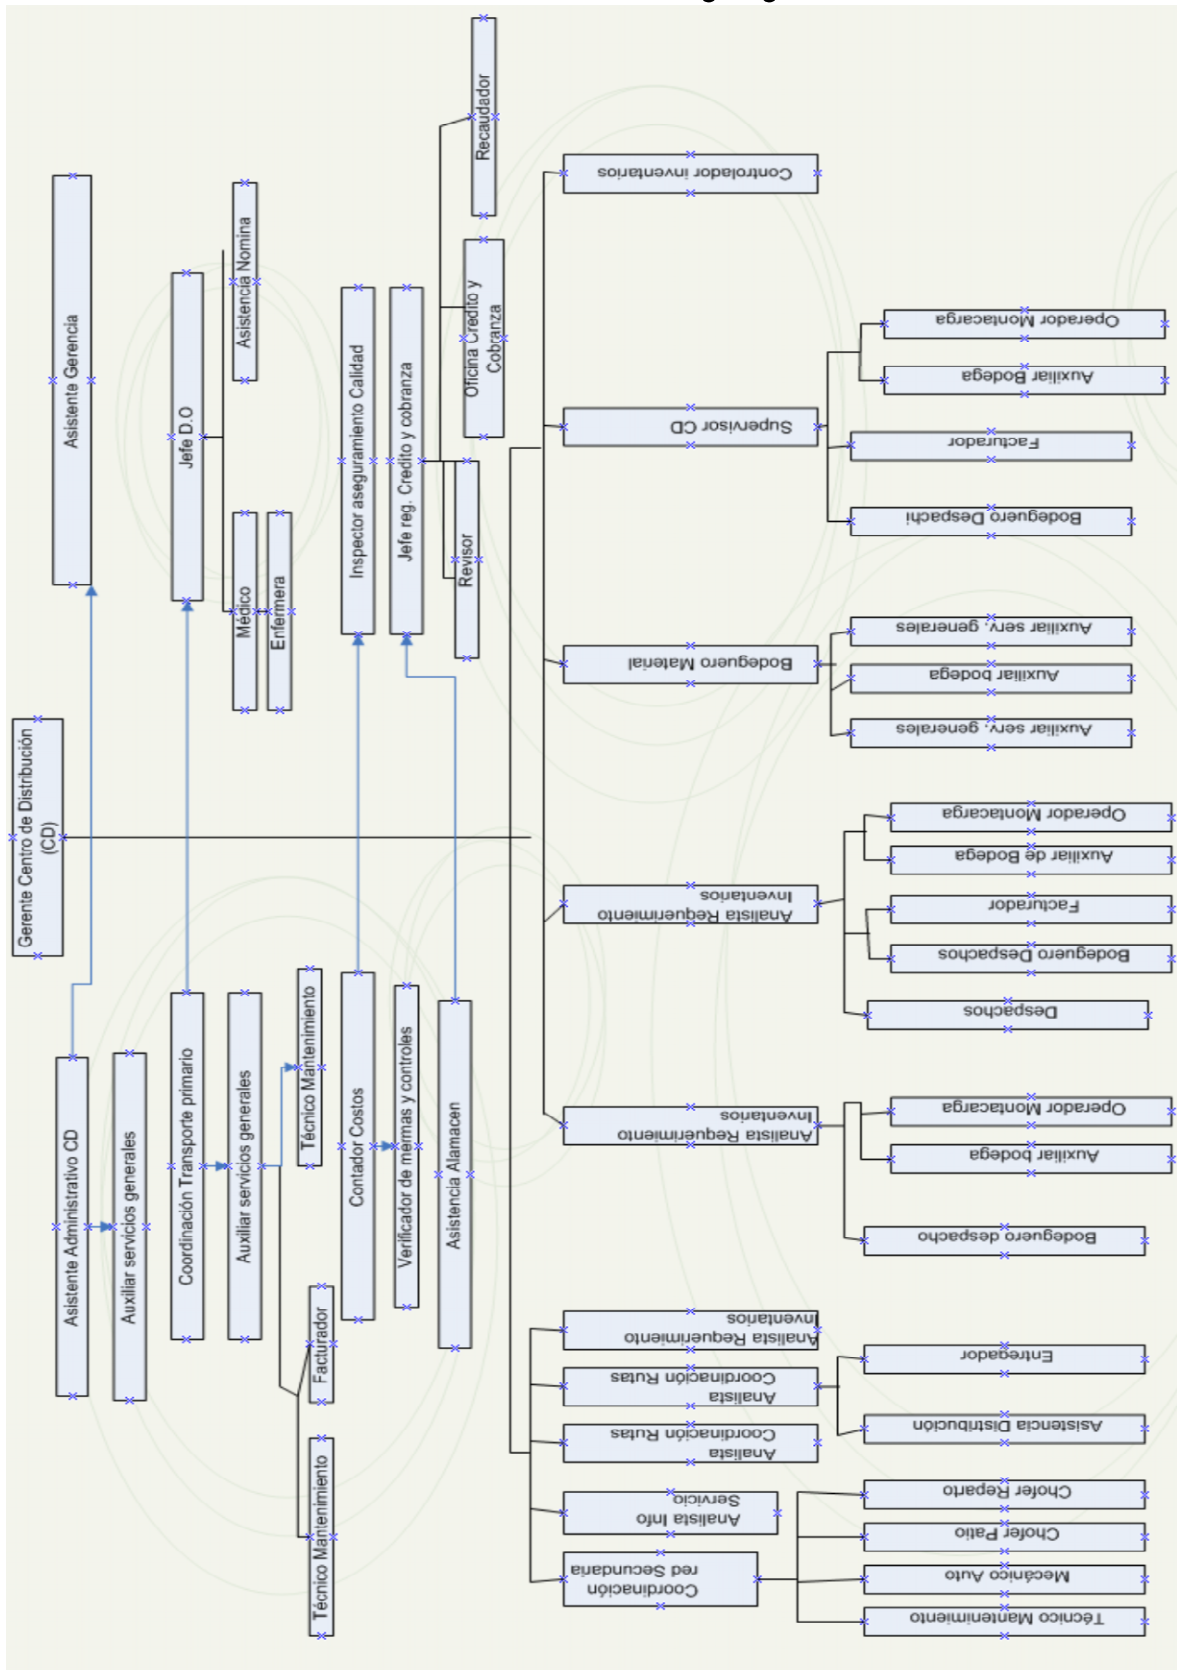 Gerente Centro de Distribución
(CD)
Asistente Administrativo CD
Asistente Gerencia
Auxiliar servicios generales
Coordinación Transporte primario
Jefe D.O
Auxiliar servicios generales
Médico
Asistencia Nomina
Enfermera
Técnico Mantenimiento
Facturador
Técnico Mantenimiento
Contador Costos
Inspector aseguramiento Calidad
Verificador de mermas y controles
Jefe reg. Credito y cobranza
Asistencia Alamacen
Revisor
Oficina Credito y
Cobranza
Recaudador
Coordinación
red Secundaria
Analista Info
Servicio
Analista
Coordinación Rutas
Analista
Coordinación Rutas
Analista Requerimiento
Inventarios
Analista Requerimiento
Inventarios
Analista Requerimiento
Inventarios
Bodeguero Material
Supervisor CD
Controlador inventarios
Técnico Mantenimiento
Mecánico Auto
Chofer Patio
Chofer Reparto
Asistencia Distribución
Entregador
Bodeguero despacho
Auxiliar bodega
Operador Montacarga
Despachos
Bodeguero Despachos
Facturador
Auxiliar de Bodega
Operador Montacarga
Auxiliar serv. generales
Auxiliar bodega
Auxiliar serv. generales
Bodeguero Despachi
Facturador
Auxiliar Bodega
Operador Montacarga